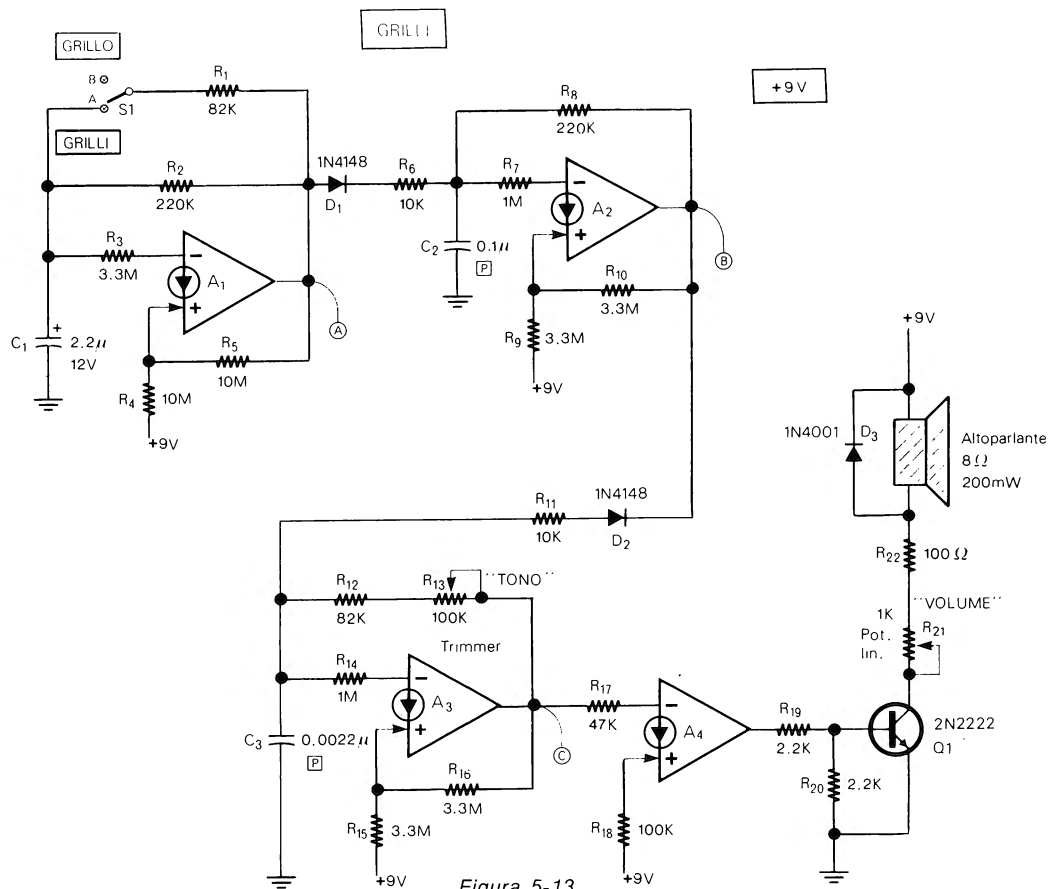 GRILLI
GRILLO
+9V
B
A
S1
R1
82K
GRILLI
R2
220K
1N4148
D1
R6
10K
R8
220K
R7
1M
A2
C2
0.1µ
P
B
R3
3.3M
A1
A
R10
3.3M
R9
3.3M
+9V
C1
+
2.2µ
12V
R5
10M
R4
10M
+9V
+9V
1N4001
D3
Altoparlante
8Ω
200mW
R11
10K
1N4148
D2
R22
100Ω
R12
82K
R13
100K
"TONO"
Trimmer
"VOLUME"
1K
Pot.
lin.
R21
R14
1M
A3
C3
0.0022µ
P
C
R17
47K
A4
R19
2.2K
2N2222
Q1
R20
2.2K
R16
3.3M
R15
3.3M
+9V
R18
100K
+9V
Figura 5-13